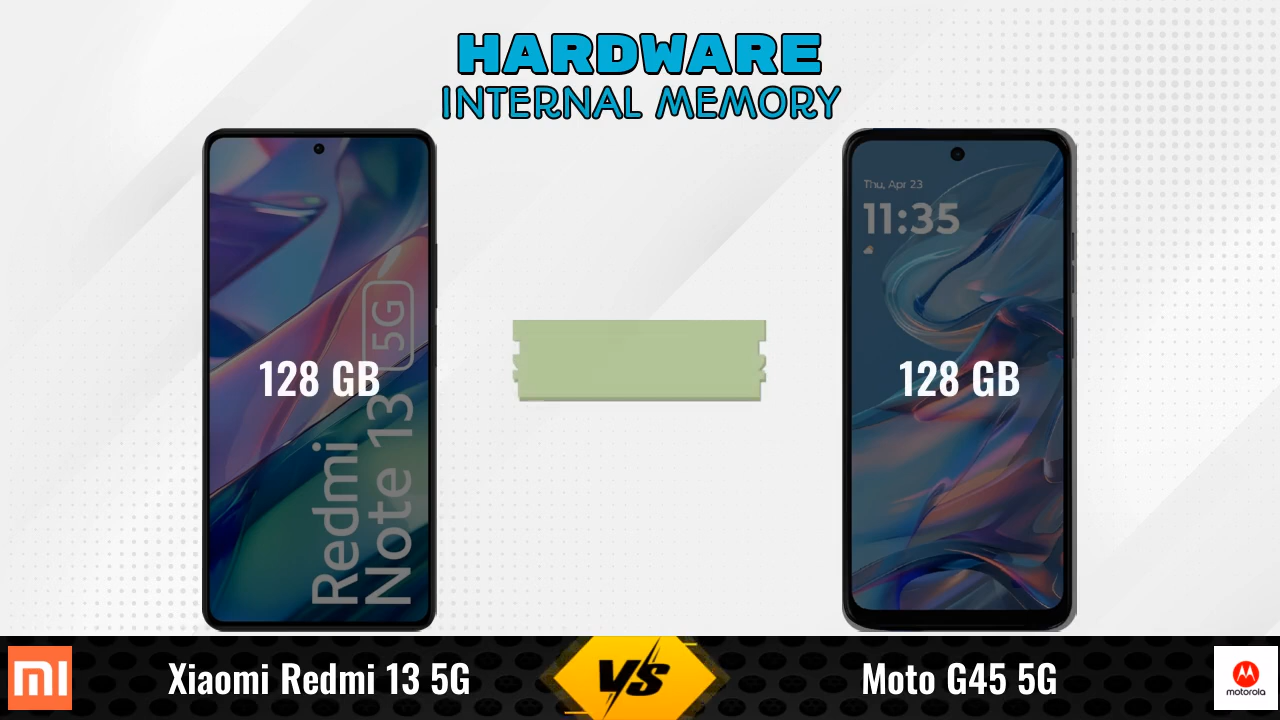 HARDWARE
INTERNAL MEMORY
Thu, Apr 23
11:35
128 GB
128 GB
Redmi
Note 13 5G
mi
Xiaomi Redmi 13 5G
VS
Moto G45 5G
motorola